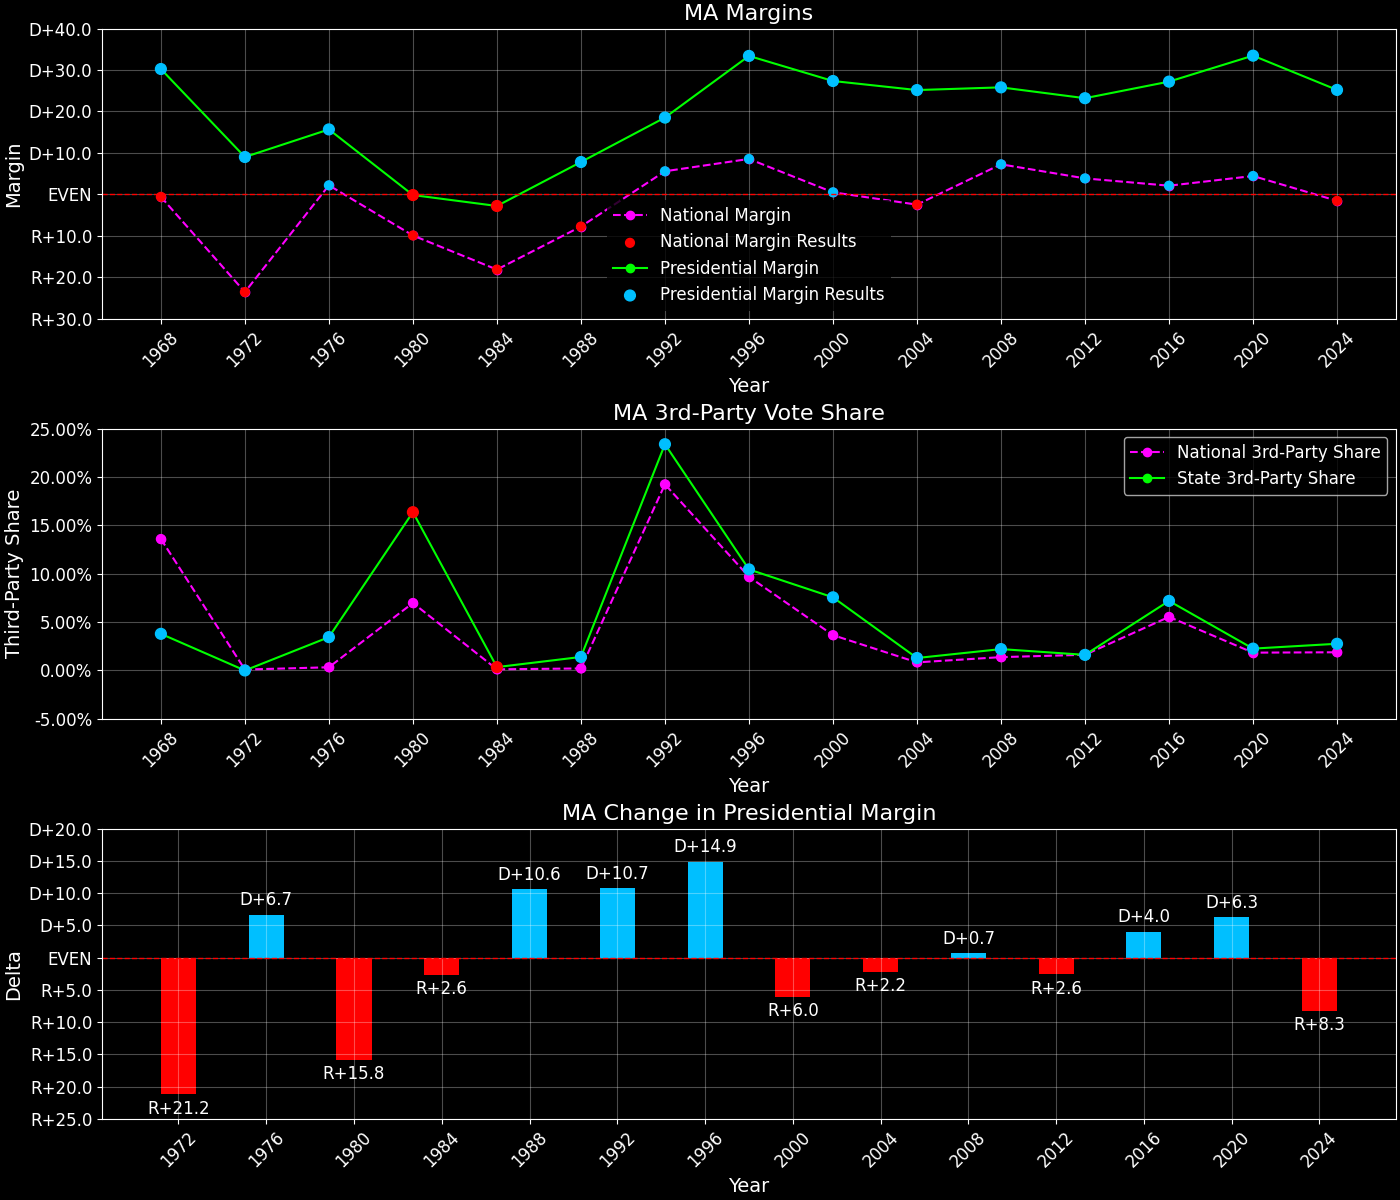 MA Margins
D+40.0
D+30.0
D+20.0
D+10.0
EVEN
R+10.0
R+20.0
R+30.0
Margin
National Margin
National Margin Results
Presidential Margin
Presidential Margin Results
1968 1972 1976 1980 1984 1988 1992 1996 2000 2004 2008 2012 2016 2020 2024
Year
MA 3rd-Party Vote Share
25.00%
20.00%
15.00%
10.00%
5.00%
0.00%
-5.00%
Third-Party Share
National 3rd-Party Share
State 3rd-Party Share
1968 1972 1976 1980 1984 1988 1992 1996 2000 2004 2008 2012 2016 2020 2024
Year
MA Change in Presidential Margin
D+20.0
D+15.0
D+10.0
D+5.0
EVEN
R+5.0
R+10.0
R+15.0
R+20.0
R+25.0
Delta
R+21.2
D+6.7
R+15.8
R+2.6
D+10.6
D+10.7
D+14.9
R+6.0
R+2.2
D+0.7
R+2.6
D+4.0
D+6.3
R+8.3
1972 1976 1980 1984 1988 1992 1996 2000 2004 2008 2012 2016 2020 2024
Year